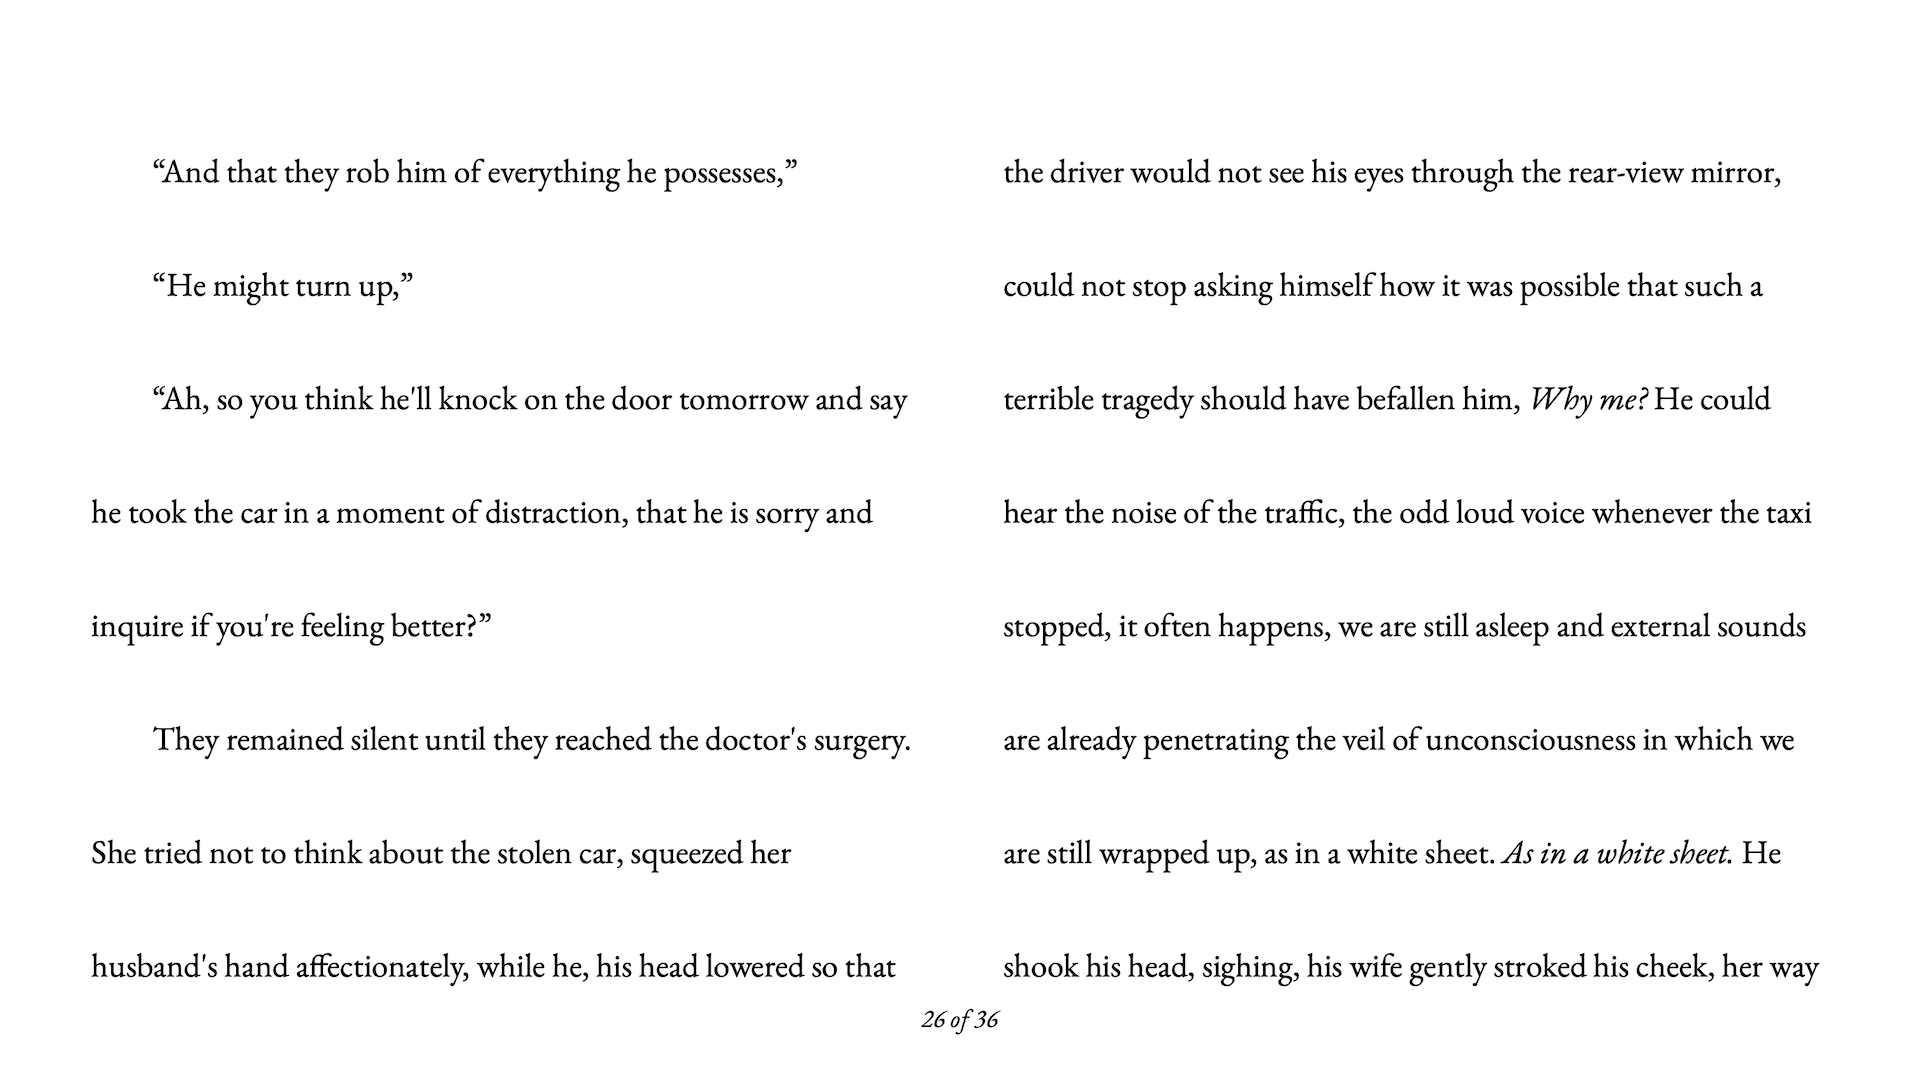 “And that they rob him of everything he possesses,”
“He might turn up,”
“Ah, so you think he'll knock on the door tomorrow and say
he took the car in a moment of distraction, that he is sorry and
inquire if you're feeling better?”
They remained silent until they reached the doctor's surgery.
She tried not to think about the stolen car, squeezed her
husband's hand affectionately, while he, his head lowered so that
the driver would not see his eyes through the rear-view mirror,
could not stop asking himself how it was possible that such a
terrible tragedy should have befallen him, Why me? He could
hear the noise of the traffic, the odd loud voice whenever the taxi
stopped, it often happens, we are still asleep and external sounds
are already penetrating the veil of unconsciousness in which we
are still wrapped up, as in a white sheet. As in a white sheet. He
shook his head, sighing, his wife gently stroked his cheek, her way
26 of 36